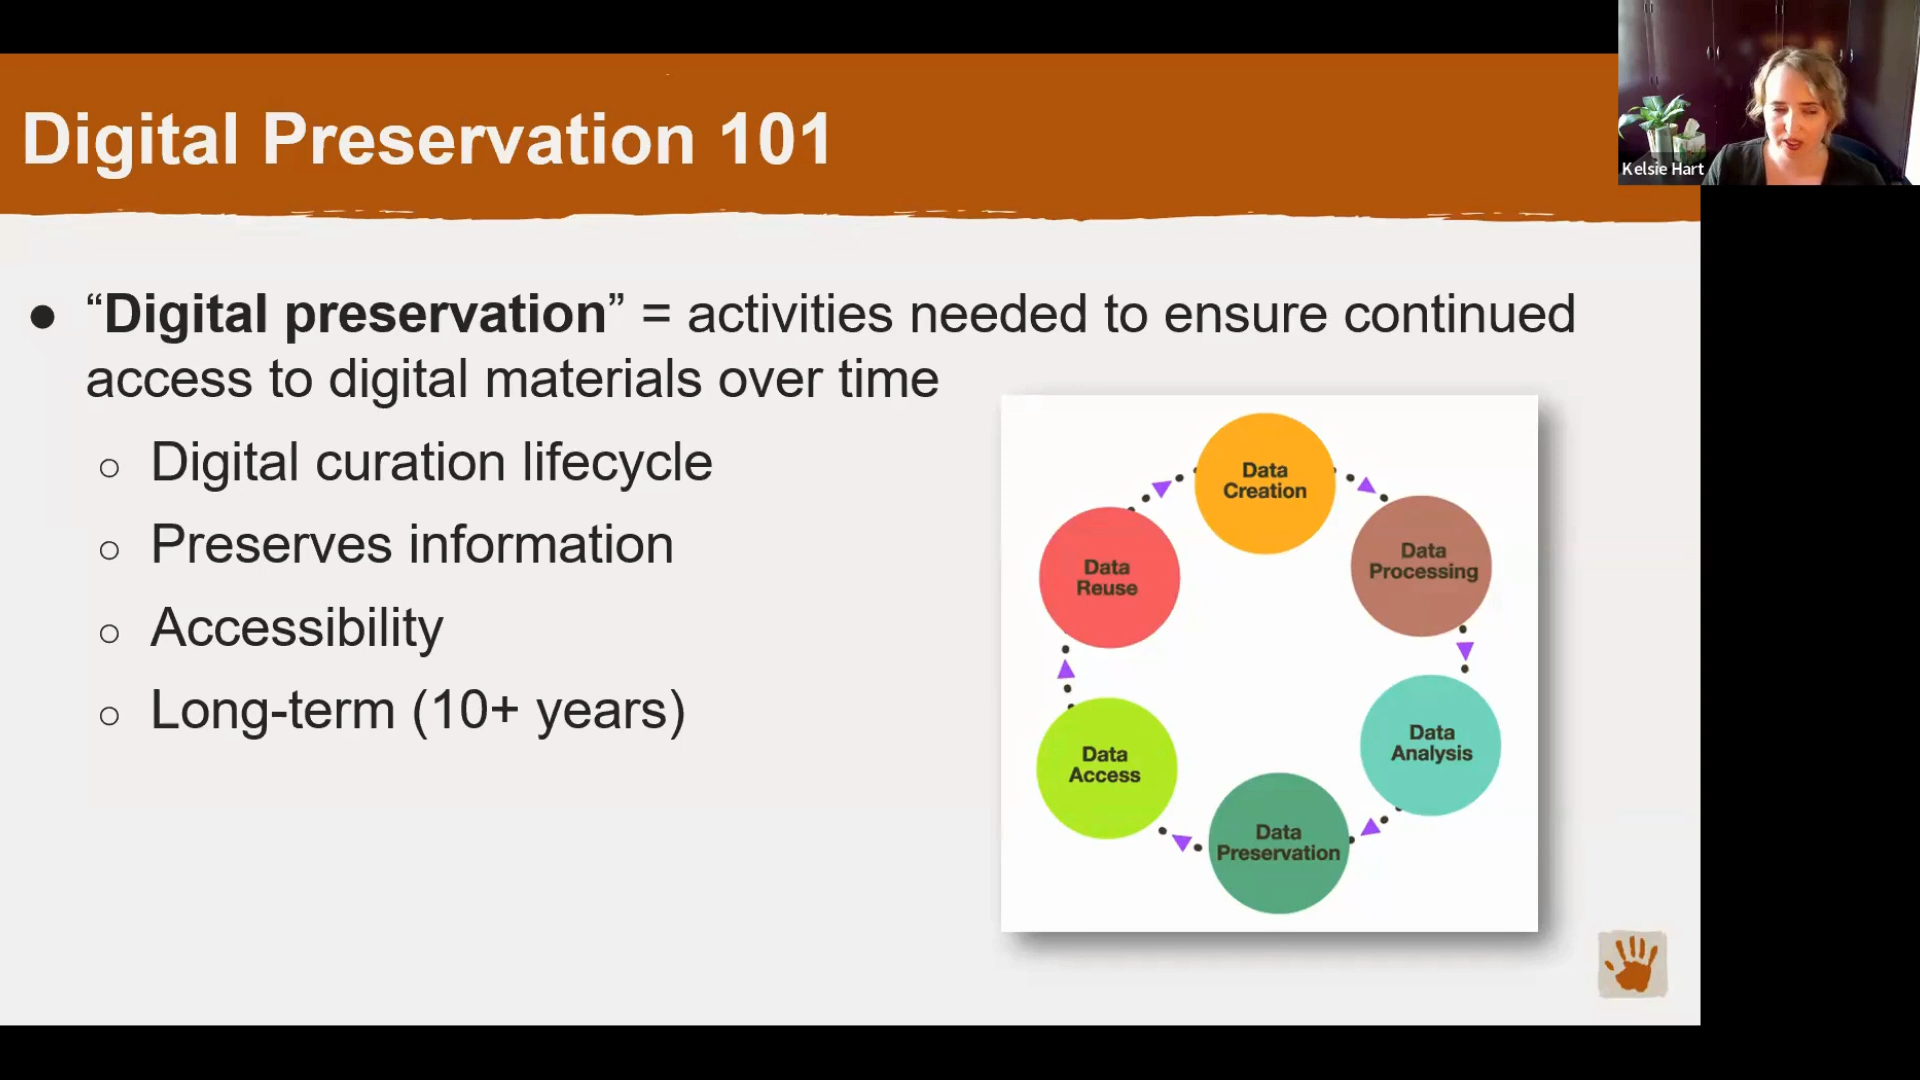 Digital Preservation 101
Kelsie Hart
● “Digital preservation” = activities needed to ensure continued
access to digital materials over time
○ Digital curation lifecycle
○ Preserves information
○ Accessibility
○ Long-term (10+ years)
Data
Creation
Data
Processing
Data
Analysis
Data
Preservation
Data
Access
Data
Reuse